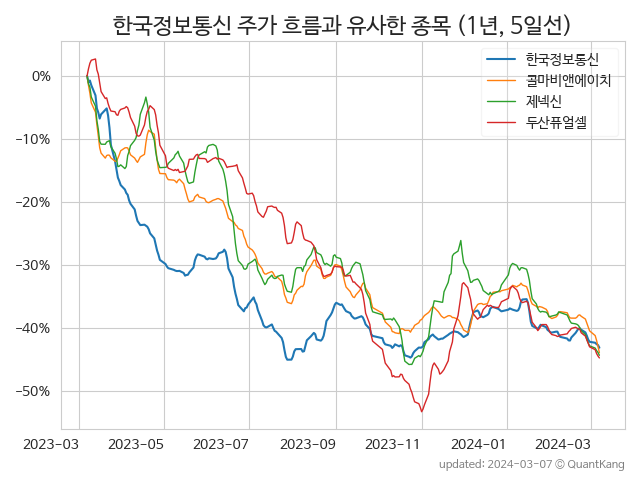 한국정보통신 주가 흐름과 유사한 종목 (1년, 5일선)
한국정보통신
콜마비앤에이치
제넥신
두산퓨얼셀
0%
−10%
−20%
−30%
−40%
−50%
2023-03 2023-05 2023-07 2023-09 2023-11 2024-01 2024-03
updated: 2024-03-07 © QuantKang